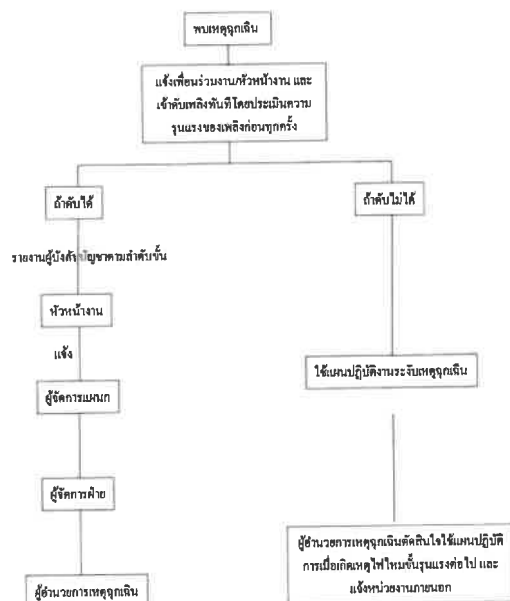 พบเหตุฉุกเฉิน
แจ้งเพื่อนร่วมงาน/หัวหน้างาน และ
เข้าดับเพลิงทันทีโดยประเมินความ
รุนแรงของเพลิงก่อนทุกครั้ง
ถ้าดับได้
ถ้าดับไม่ได้
รายงานผู้บังคับบัญชาตามลำดับขั้น
หัวหน้างาน
แจ้ง
ใช้แผนปฏิบัติงานระงับเหตุฉุกเฉิน
ผู้จัดการแผนก
ผู้จัดการฝ่าย
ผู้อำนวยการเหตุฉุกเฉินตัดสินใจใช้แผนปฏิบัติ
การเมื่อเกิดเหตุไฟไหม้ขั้นรุนแรงต่อไป และ
แจ้งหน่วยงานภายนอก
ผู้อำนวยการเหตุฉุกเฉิน